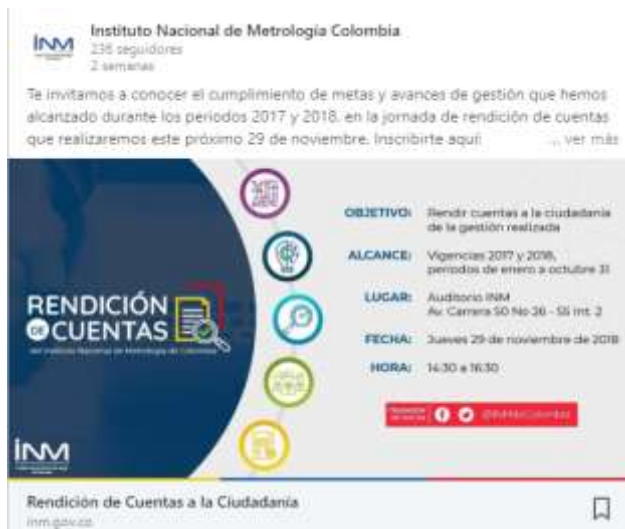 Instituto Nacional de Metrología Colombia
236 seguidores
2 semanas
Te invitamos a conocer el cumplimiento de metas y avances de gestión que hemos
alcanzado durante los periodos 2017 y 2018, en la jornada de rendición de cuentas
que realizaremos este próximo 29 de noviembre. Inscribirte aquí: ... ver más
RENDICIÓN
DE CUENTAS
del Instituto Nacional de Metrología de Colombia
INM
OBJETIVO: Rendir cuentas a la ciudadanía
de la gestión realizada
ALCANCE: Vigencias 2017 y 2018,
periodos de enero a octubre 31
LUGAR: Auditorio INM
Av. Carrera 50 No 26 - 55 Int. 2
FECHA: Jueves 29 de noviembre de 2018
HORA: 14:30 a 16:30
@INMdeColombia
INM
Rendición de Cuentas a la Ciudadanía
inm.gov.co